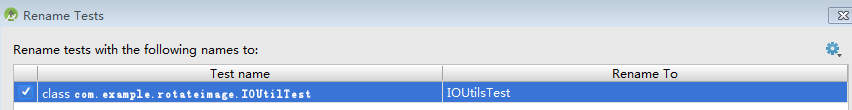 Rename Tests
Rename tests with the following names to:
Test name Rename To
class com.example.rotateimage.IOUtilTest IOUtilsTest